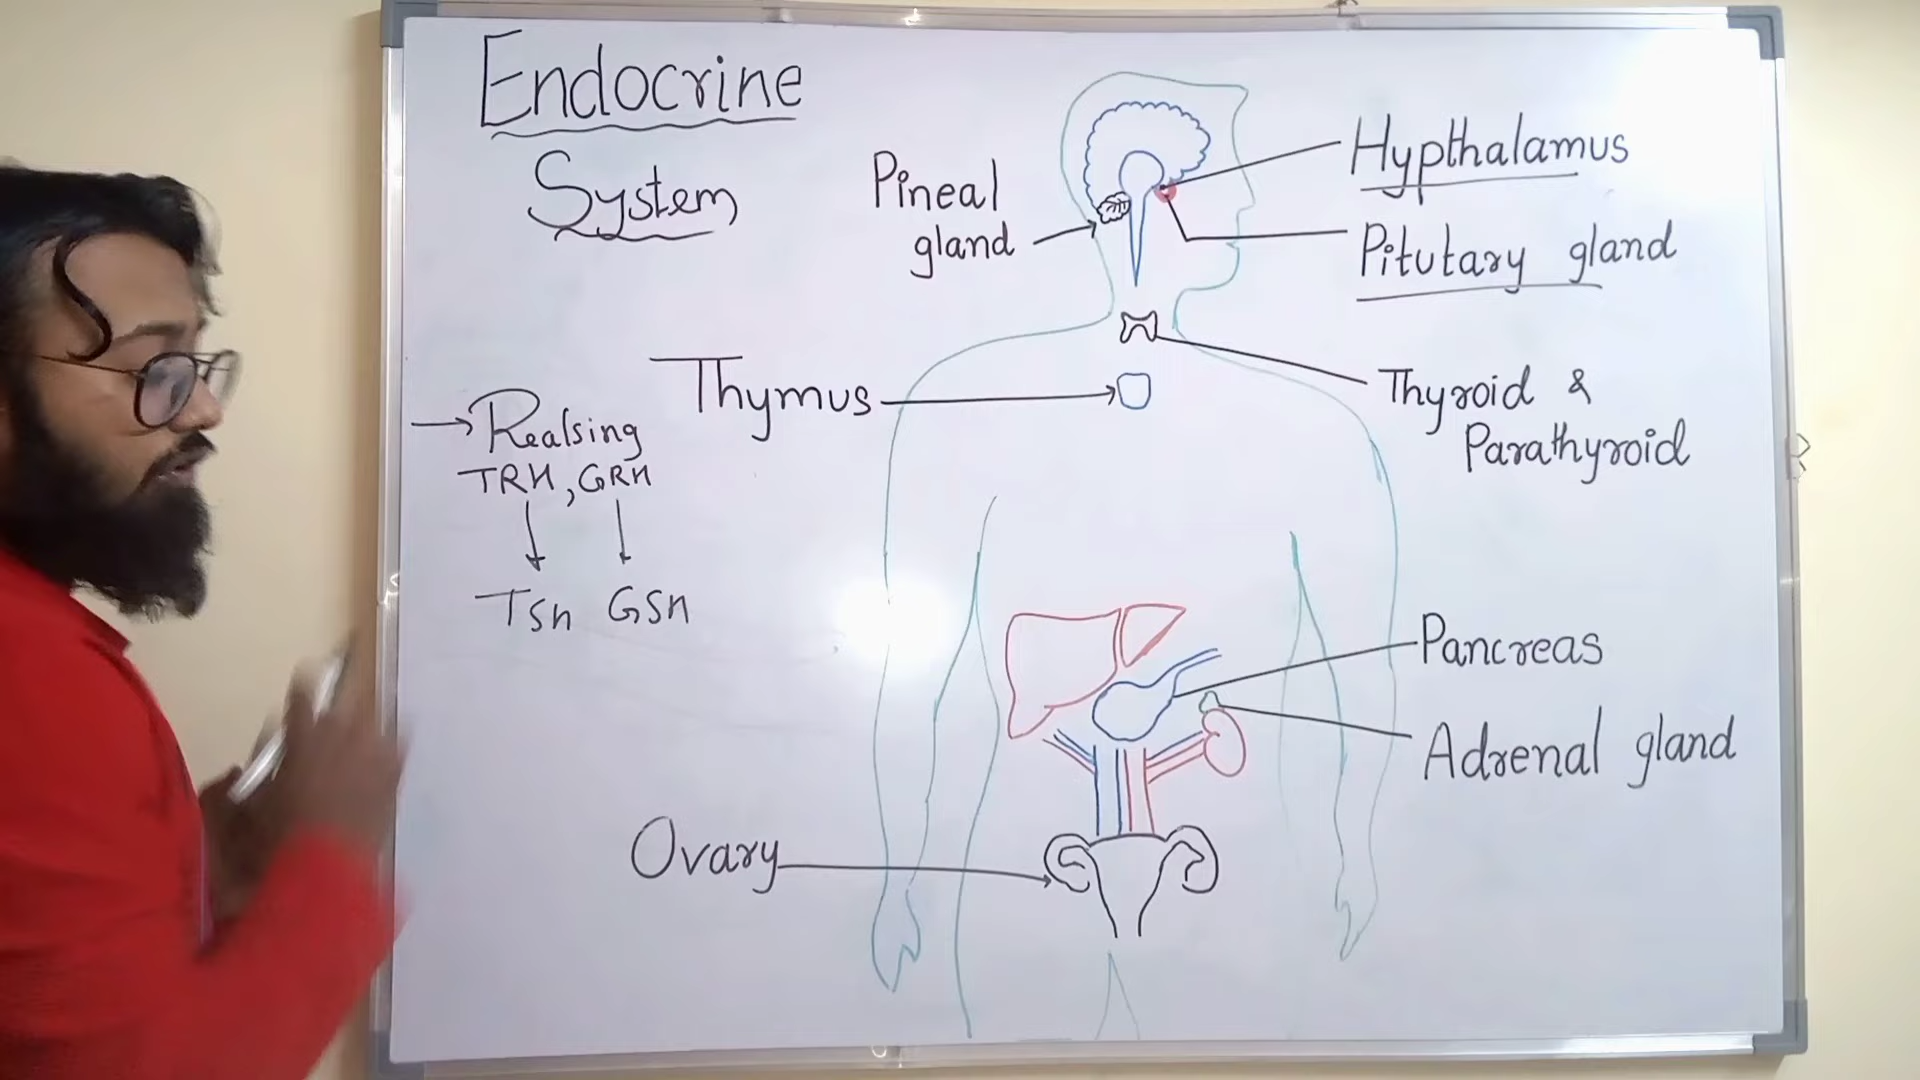 Endocrine
System
Pineal
gland
Hypthalamus
Pitutary gland
Thymus
Thyroid &
Parathyroid
Realsing
TRH, GRH
TSH GSH
Pancreas
Adrenal gland
Ovary